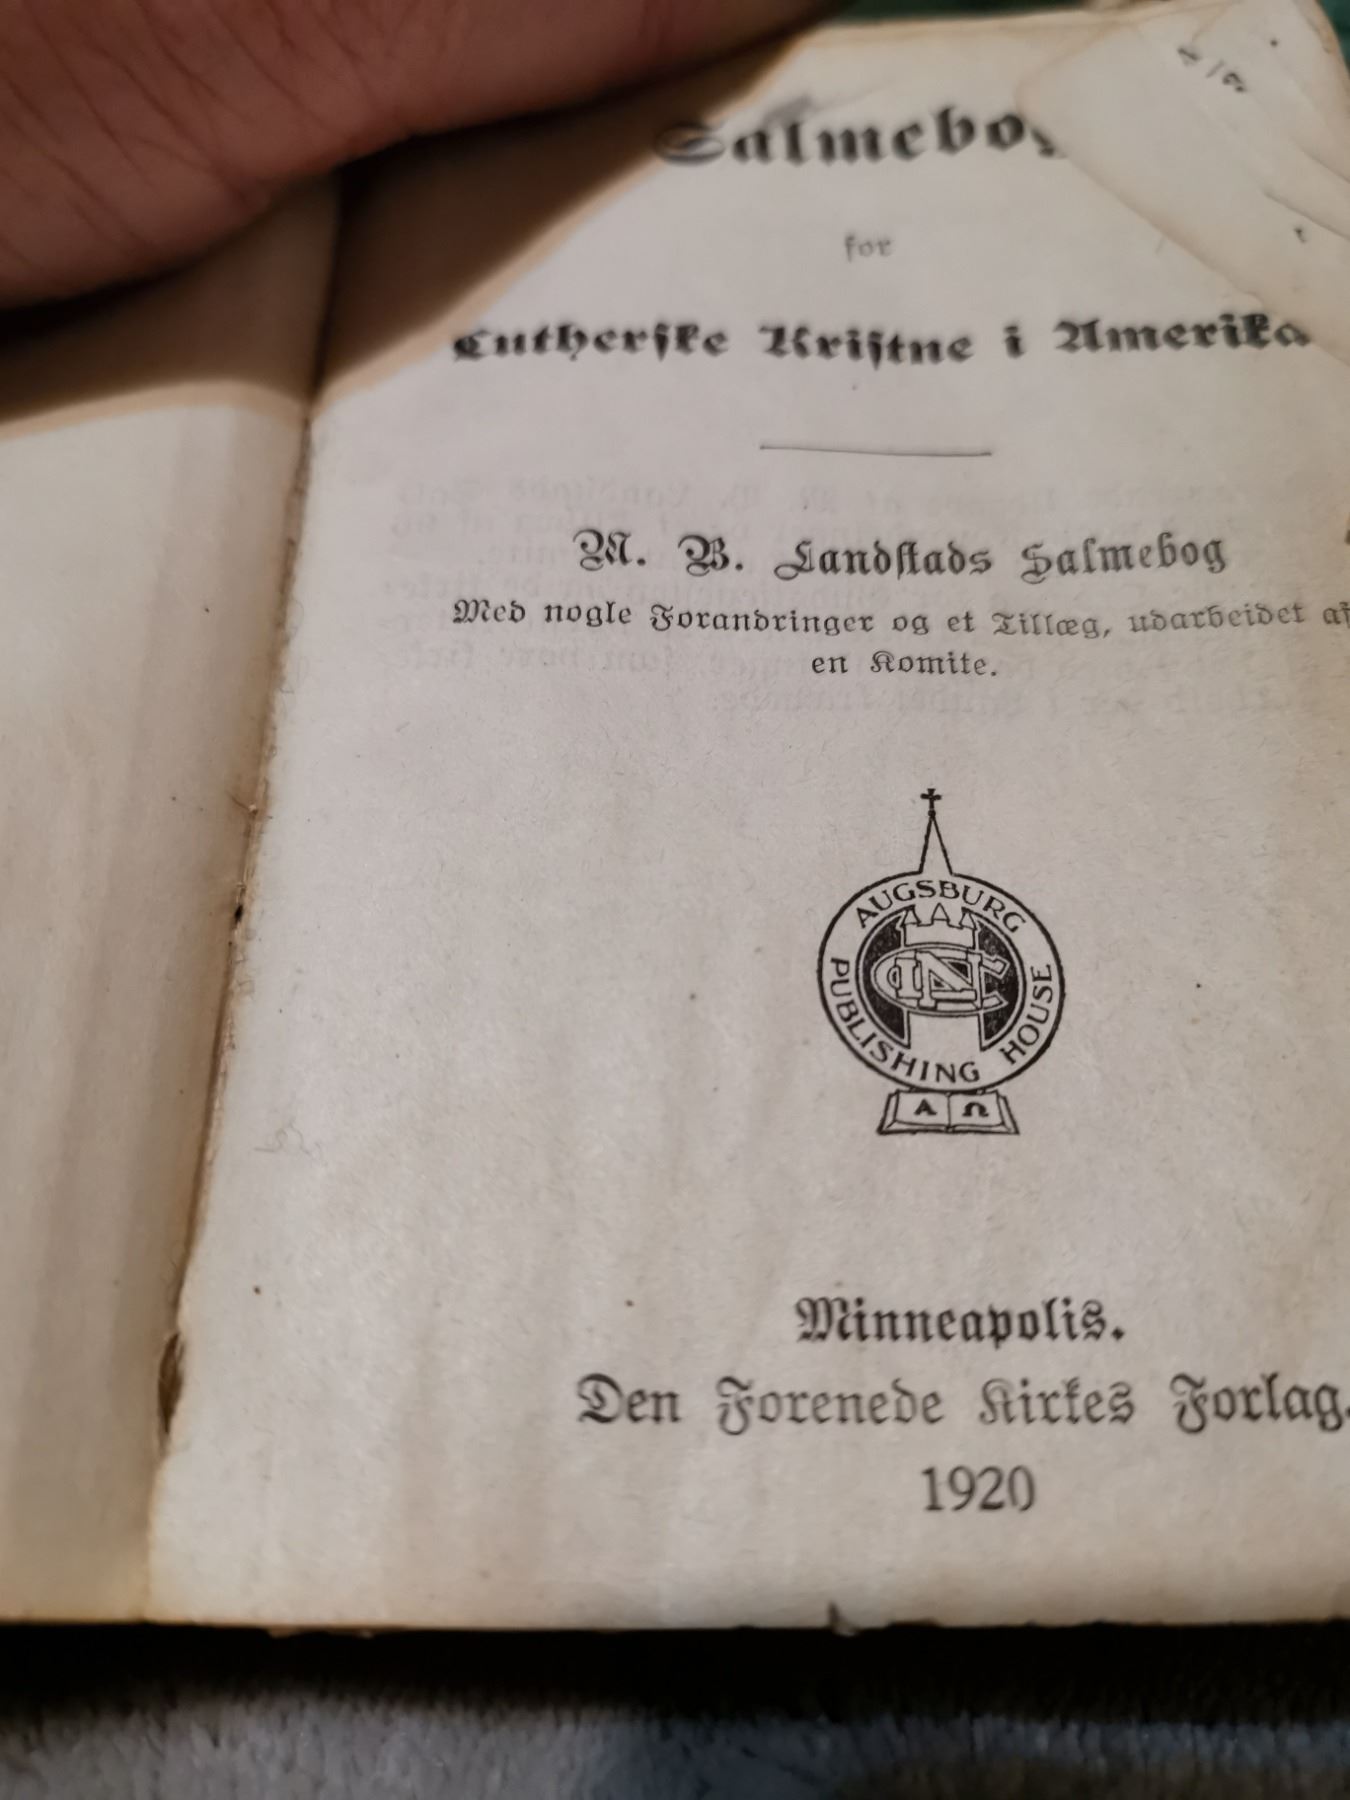 Salmebog
for
Lutherske Kristne i Amerika
M. B. Landstads Salmebog
Med nogle Forandringer og et Tillæg, udarbeidet af
en Komite.
AUGSBURG
PUBLISHING HOUSE
Α Ω
Minneapolis.
Den Forenede Kirkes Forlag.
1920